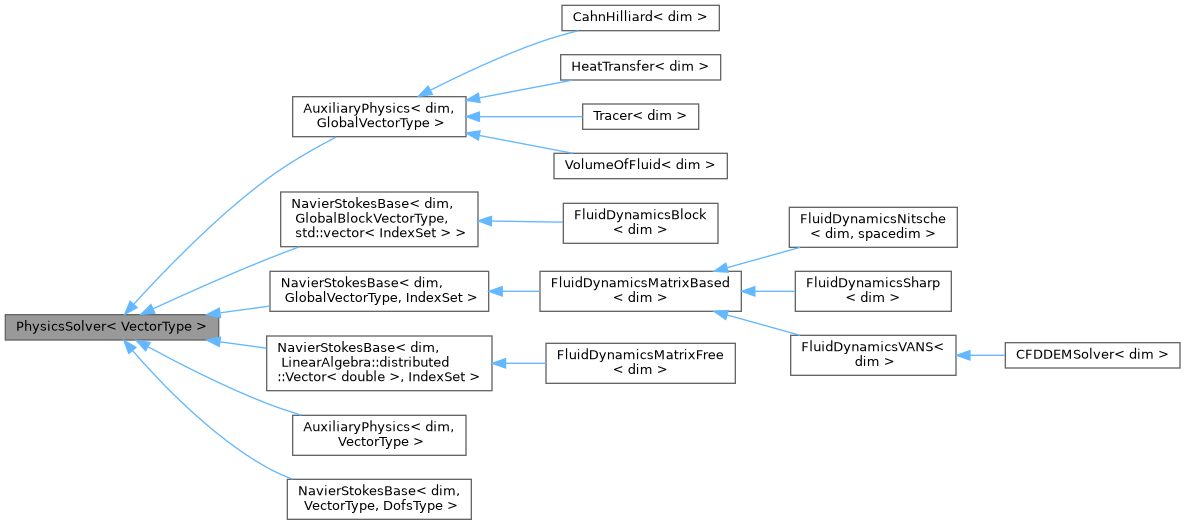 CahnHilliard< dim >
HeatTransfer< dim >
AuxiliaryPhysics< dim,
GlobalVectorType >
Tracer< dim >
VolumeOfFluid< dim >
NavierStokesBase< dim,
GlobalBlockVectorType,
std::vector< IndexSet > >
FluidDynamicsBlock
< dim >
FluidDynamicsNitsche
< dim, spacedim >
NavierStokesBase< dim,
GlobalVectorType, IndexSet >
FluidDynamicsMatrixBased
< dim >
FluidDynamicsSharp
< dim >
PhysicsSolver< VectorType >
NavierStokesBase< dim,
LinearAlgebra::distributed
::Vector< double >, IndexSet >
FluidDynamicsMatrixFree
< dim >
FluidDynamicsVANS<
dim >
CFDDEMSolver< dim >
AuxiliaryPhysics< dim,
VectorType >
NavierStokesBase< dim,
VectorType, DofsType >